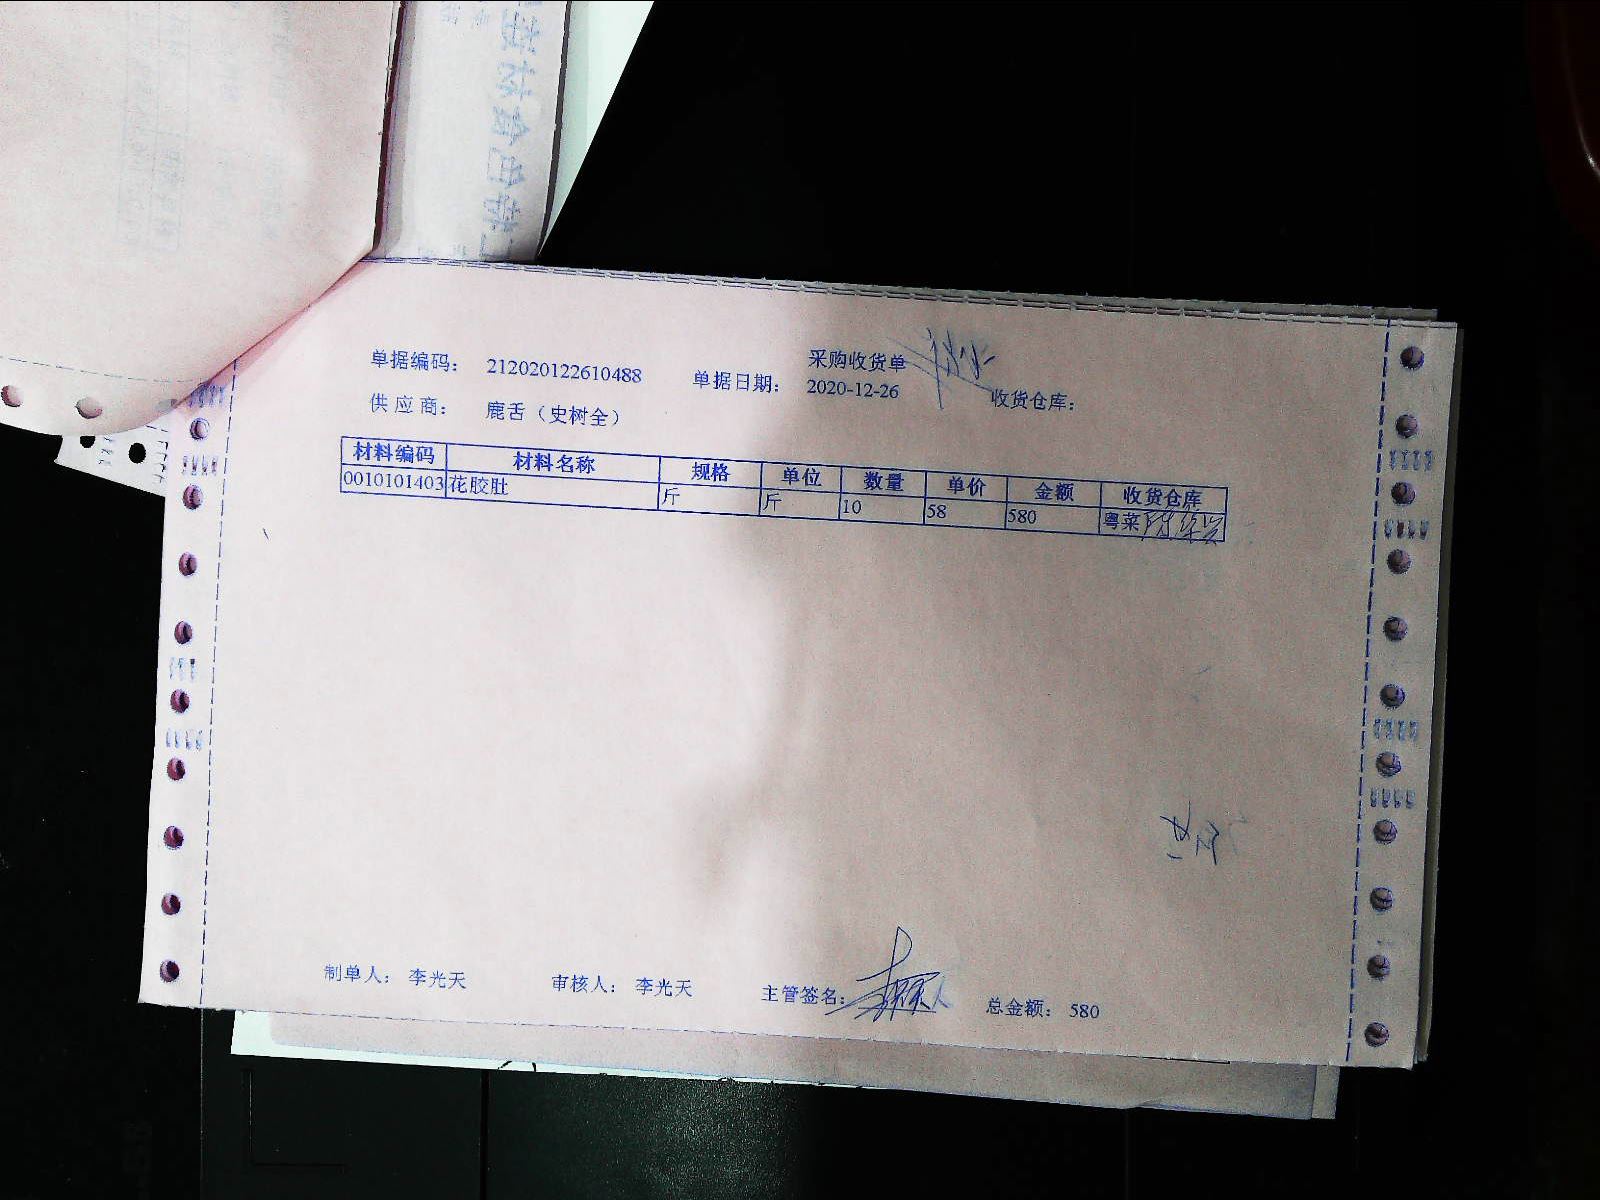 采购收货单
单据编码： 212020122610488 单据日期： 2020-12-26 收货仓库：
供 应 商： 鹿舌（史树全）
材料编码 材料名称 规格 单位 数量 单价 金额 收货仓库
0010101403 花胶肚 斤 斤 10 58 580 粤菜
制单人： 李光天 审核人： 李光天 主管签名： 总金额： 580